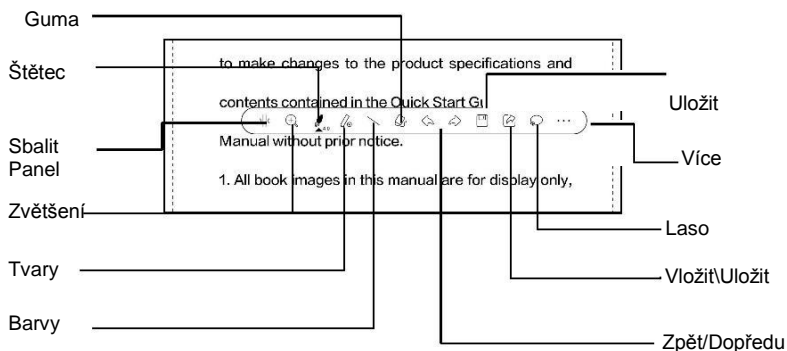 Guma
Štětec
Sbalit
Panel
Zvětšení
Tvary
Barvy
to make changes to the product specifications and
contents contained in the Quick Start Gu
Manual without prior notice.
1. All book images in this manual are for display only,
Uložit
Více
Laso
Vložit\Uložit
Zpět/Dopředu